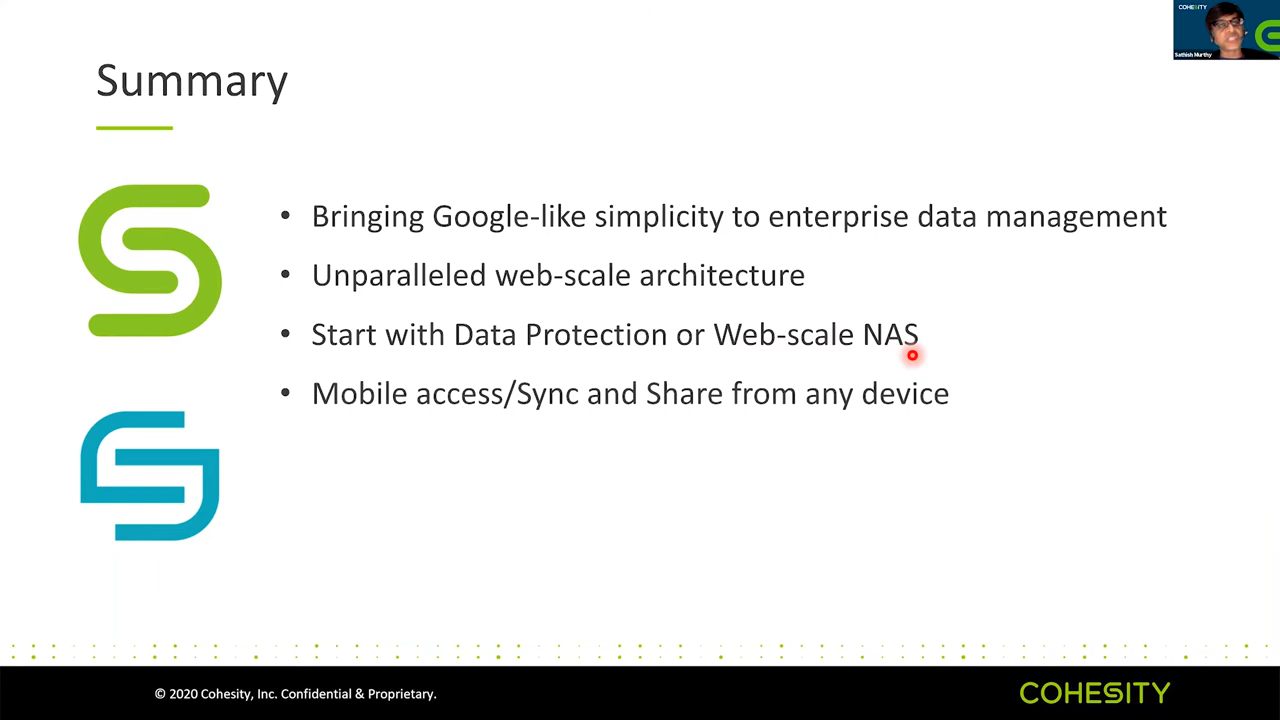 COHESITY
Sathish Murthy
Summary
• Bringing Google-like simplicity to enterprise data management
• Unparalleled web-scale architecture
• Start with Data Protection or Web-scale NAS
• Mobile access/Sync and Share from any device
© 2020 Cohesity, Inc. Confidential & Proprietary.
COHESITY